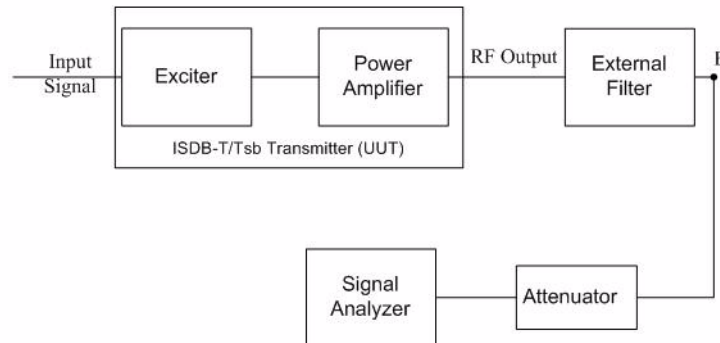 Input
Signal
Exciter
Power
Amplifier
RF Output
External
Filter
ISDB-T/Tsb Transmitter (UUT)
Signal
Analyzer
Attenuator